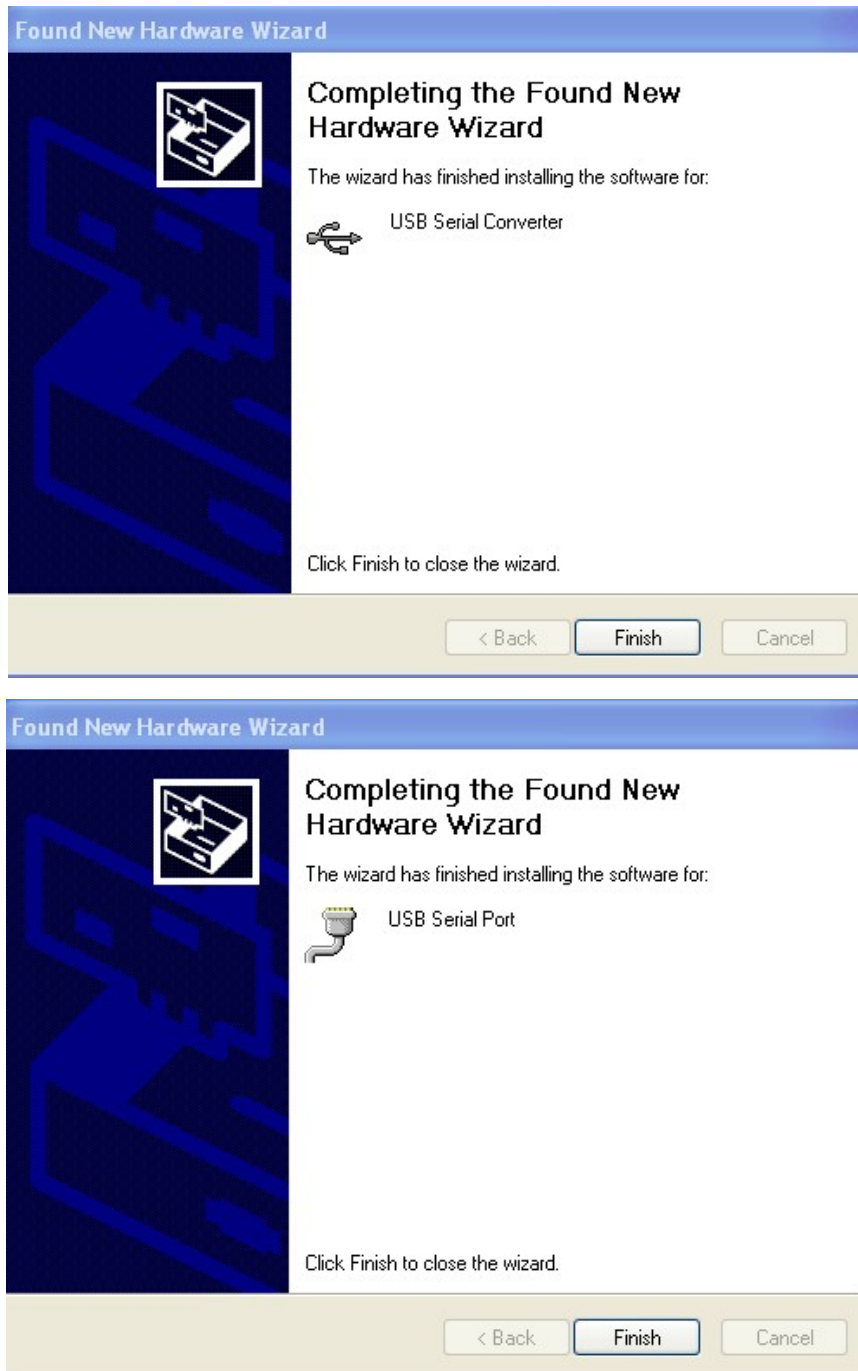 Found New Hardware Wizard
Completing the Found New
Hardware Wizard
The wizard has finished installing the software for:
USB Serial Converter
Click Finish to close the wizard.
< Back Finish Cancel
Found New Hardware Wizard
Completing the Found New
Hardware Wizard
The wizard has finished installing the software for:
USB Serial Port
Click Finish to close the wizard.
< Back Finish Cancel